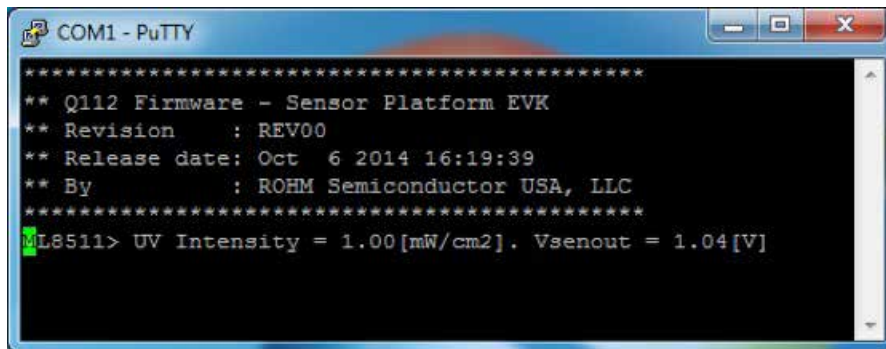 COM1 - PuTTY
**********************************************
** Q112 Firmware - Sensor Platform EVK
** Revision    : REV00
** Release date: Oct  6 2014 16:19:39
** By          : ROHM Semiconductor USA, LLC
**********************************************
ML8511> UV Intensity = 1.00[mW/cm2]. Vsenout = 1.04[V]